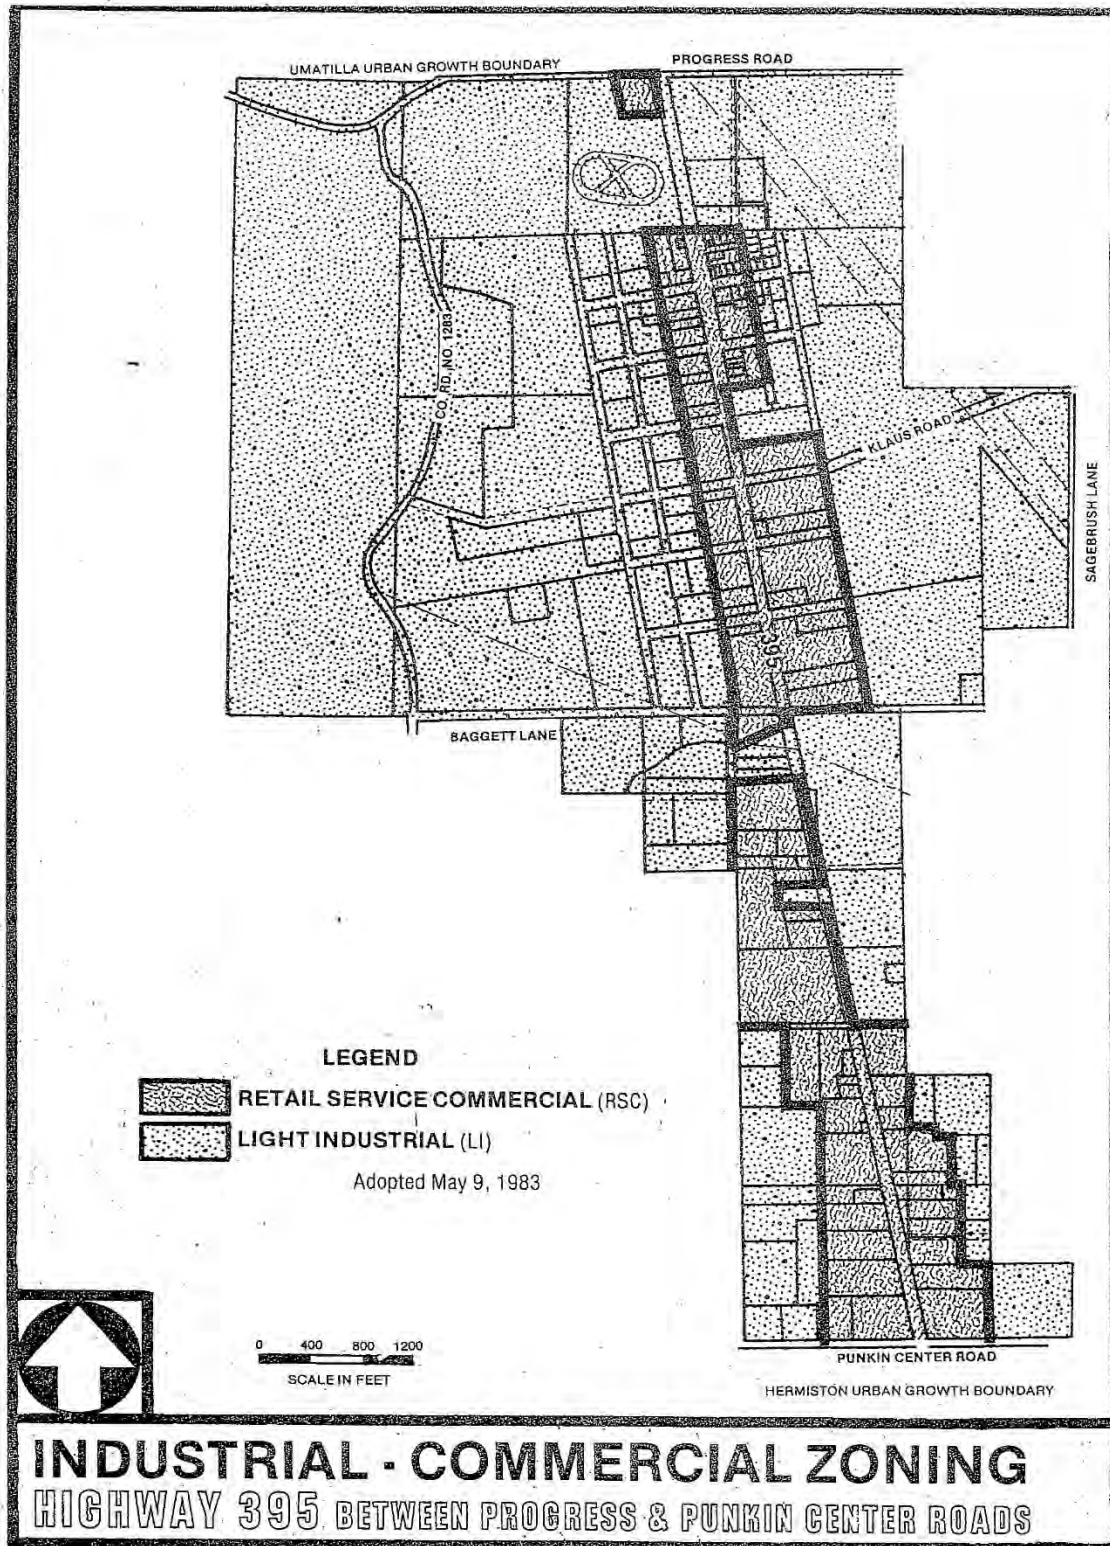 UMATILLA URBAN GROWTH BOUNDARY
PROGRESS ROAD
CO. RD. NO. 1283
KLAUS ROAD
SAGEBRUSH LANE
395
BAGGETT LANE
LEGEND
RETAIL SERVICE COMMERCIAL (RSC)
LIGHT INDUSTRIAL (LI)
Adopted May 9, 1983
0 400 800 1200
SCALE IN FEET
PUNKIN CENTER ROAD
HERMISTON URBAN GROWTH BOUNDARY
INDUSTRIAL - COMMERCIAL ZONING
HIGHWAY 395 BETWEEN PROGRESS & PUNKIN CENTER ROADS